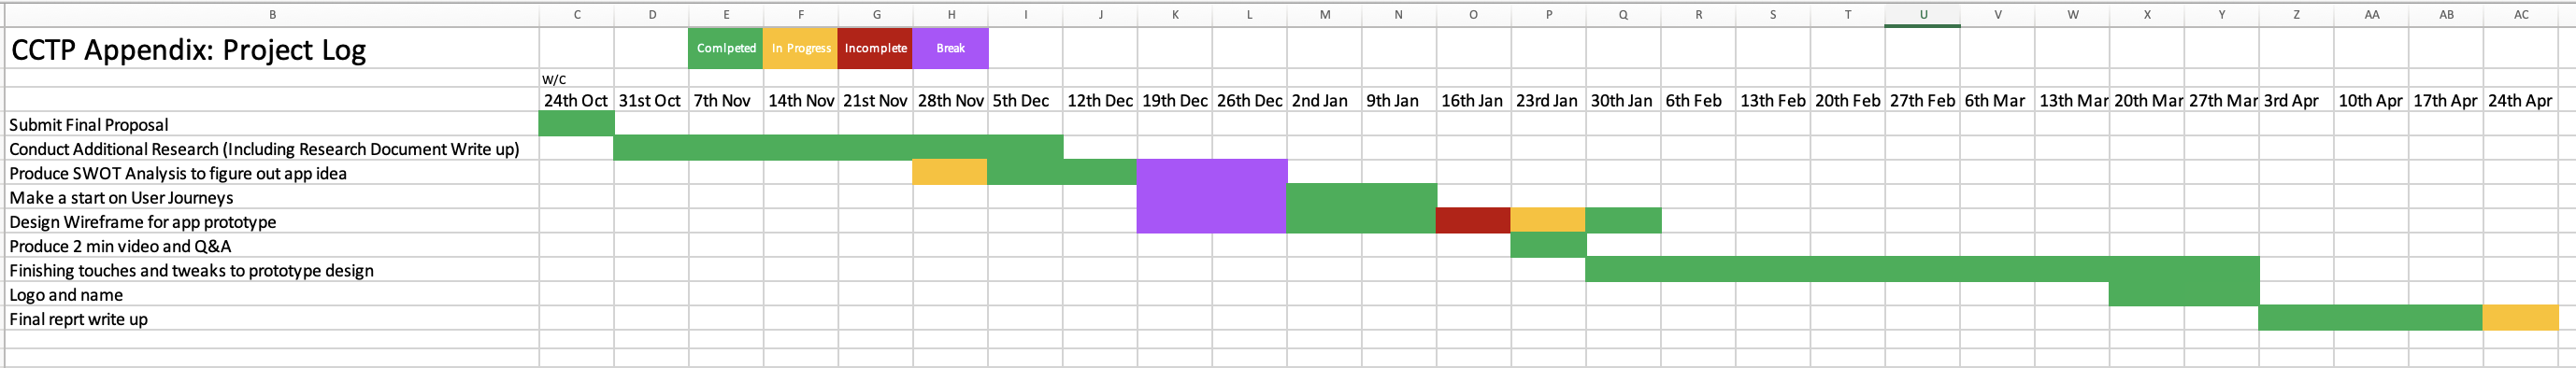 B C D E F G H I J K L M N O P Q R S T U V W X Y Z AA AB AC
CCTP Appendix: Project Log Comlpeted In Progress Incomplete Break
w/c
24th Oct 31st Oct 7th Nov 14th Nov 21st Nov 28th Nov 5th Dec 12th Dec 19th Dec 26th Dec 2nd Jan 9th Jan 16th Jan 23rd Jan 30th Jan 6th Feb 13th Feb 20th Feb 27th Feb 6th Mar 13th Mar 20th Mar 27th Mar 3rd Apr 10th Apr 17th Apr 24th Apr
Submit Final Proposal
Conduct Additional Research (Including Research Document Write up)
Produce SWOT Analysis to figure out app idea
Make a start on User Journeys
Design Wireframe for app prototype
Produce 2 min video and Q&A
Finishing touches and tweaks to prototype design
Logo and name
Final reprt write up